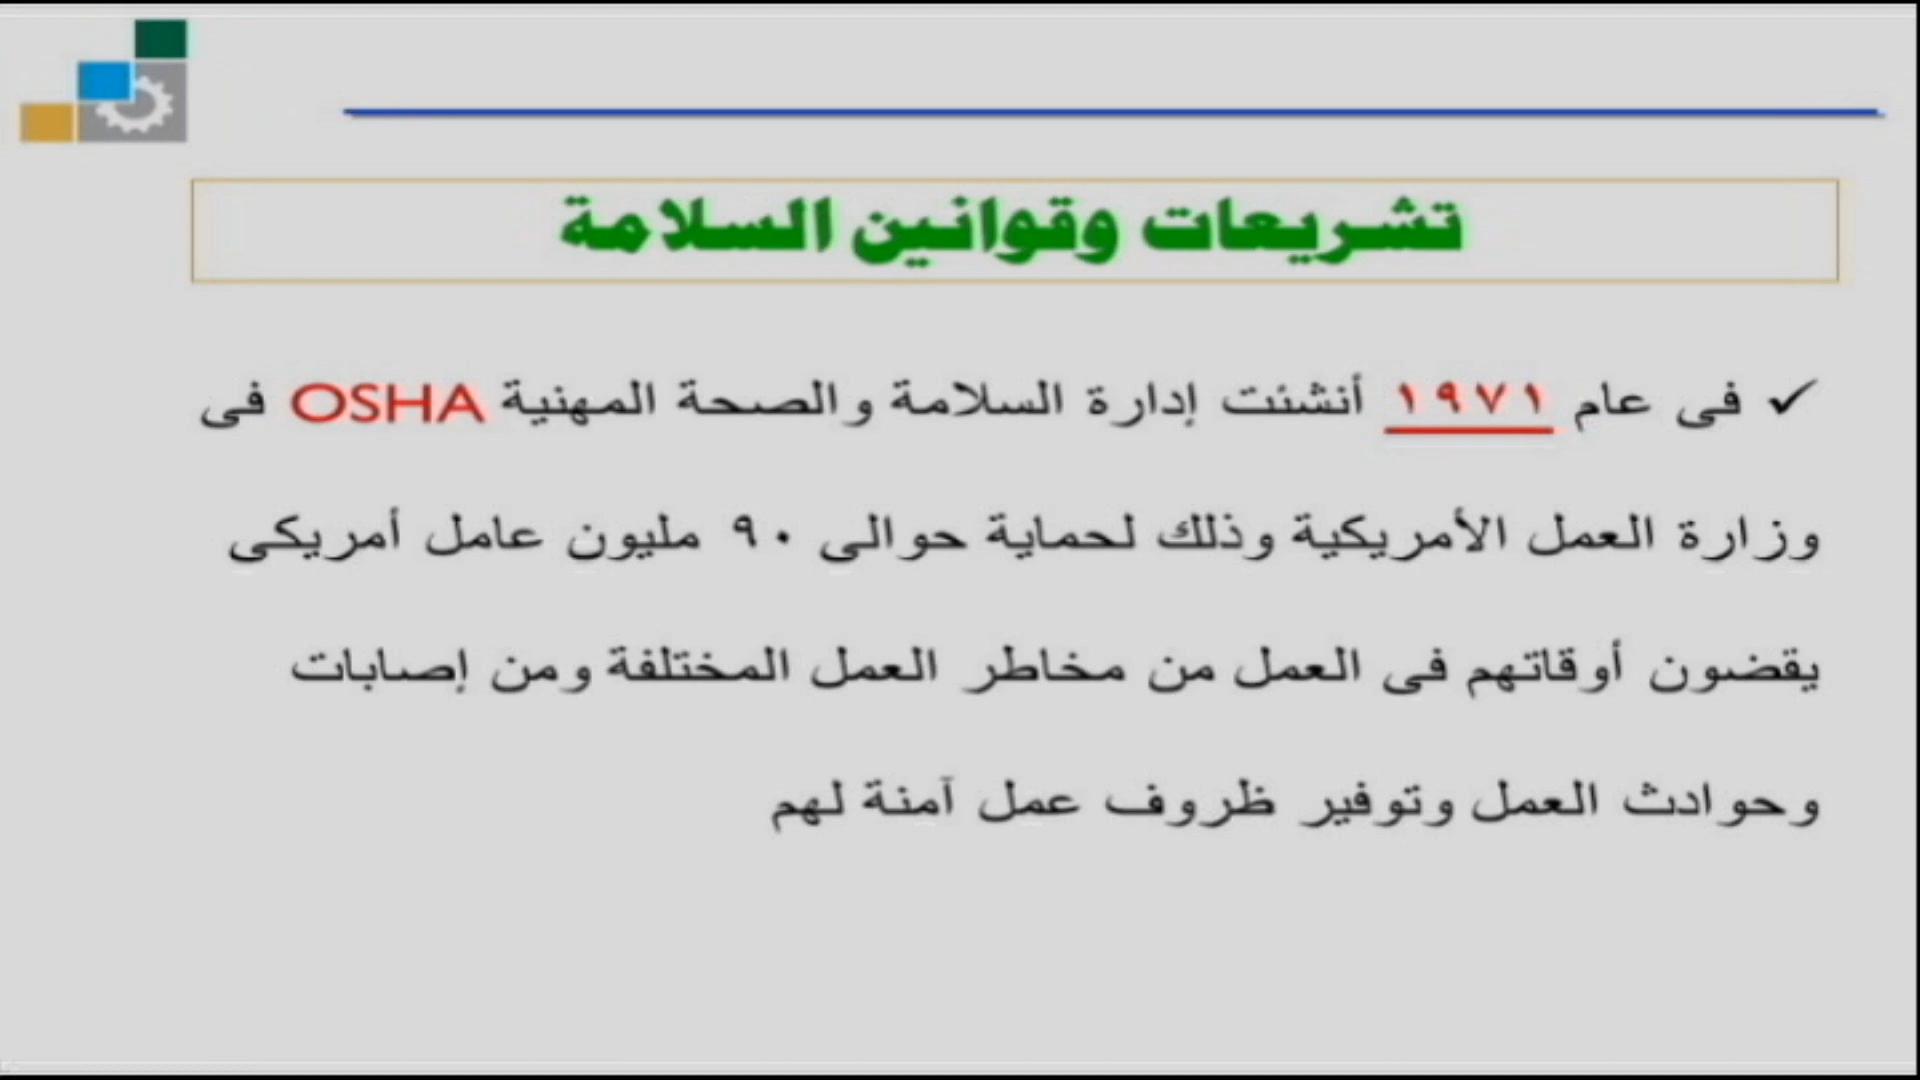 تشريعات وقوانين السلامة
✓ فى عام ١٩٧١ أنشئت إدارة السلامة والصحة المهنية OSHA فى
وزارة العمل الأمريكية وذلك لحماية حوالى ٩٠ مليون عامل أمريكى
يقضون أوقاتهم فى العمل من مخاطر العمل المختلفة ومن إصابات
وحوادث العمل وتوفير ظروف عمل آمنة لهم